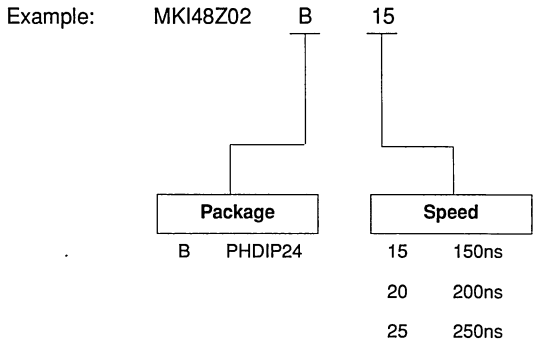 Example: MKI48Z02 B 15
Package Speed
B PHDIP24 15 150ns
20 200ns
25 250ns